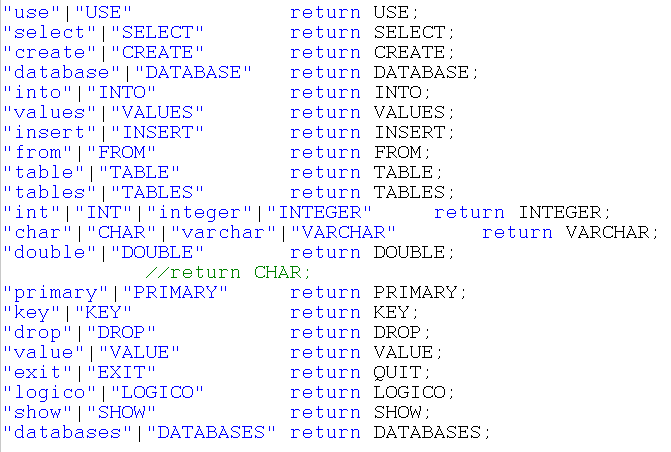 "use"|"USE" return USE;
"select"|"SELECT" return SELECT;
"create"|"CREATE" return CREATE;
"database"|"DATABASE" return DATABASE;
"into"|"INTO" return INTO;
"values"|"VALUES" return VALUES;
"insert"|"INSERT" return INSERT;
"from"|"FROM" return FROM;
"table"|"TABLE" return TABLE;
"tables"|"TABLES" return TABLES;
"int"|"INT"|"integer"|"INTEGER" return INTEGER;
"char"|"CHAR"|"varchar"|"VARCHAR" return VARCHAR;
"double"|"DOUBLE" return DOUBLE;
//return CHAR;
"primary"|"PRIMARY" return PRIMARY;
"key"|"KEY" return KEY;
"drop"|"DROP" return DROP;
"value"|"VALUE" return VALUE;
"exit"|"EXIT" return QUIT;
"logico"|"LOGICO" return LOGICO;
"show"|"SHOW" return SHOW;
"databases"|"DATABASES" return DATABASES;